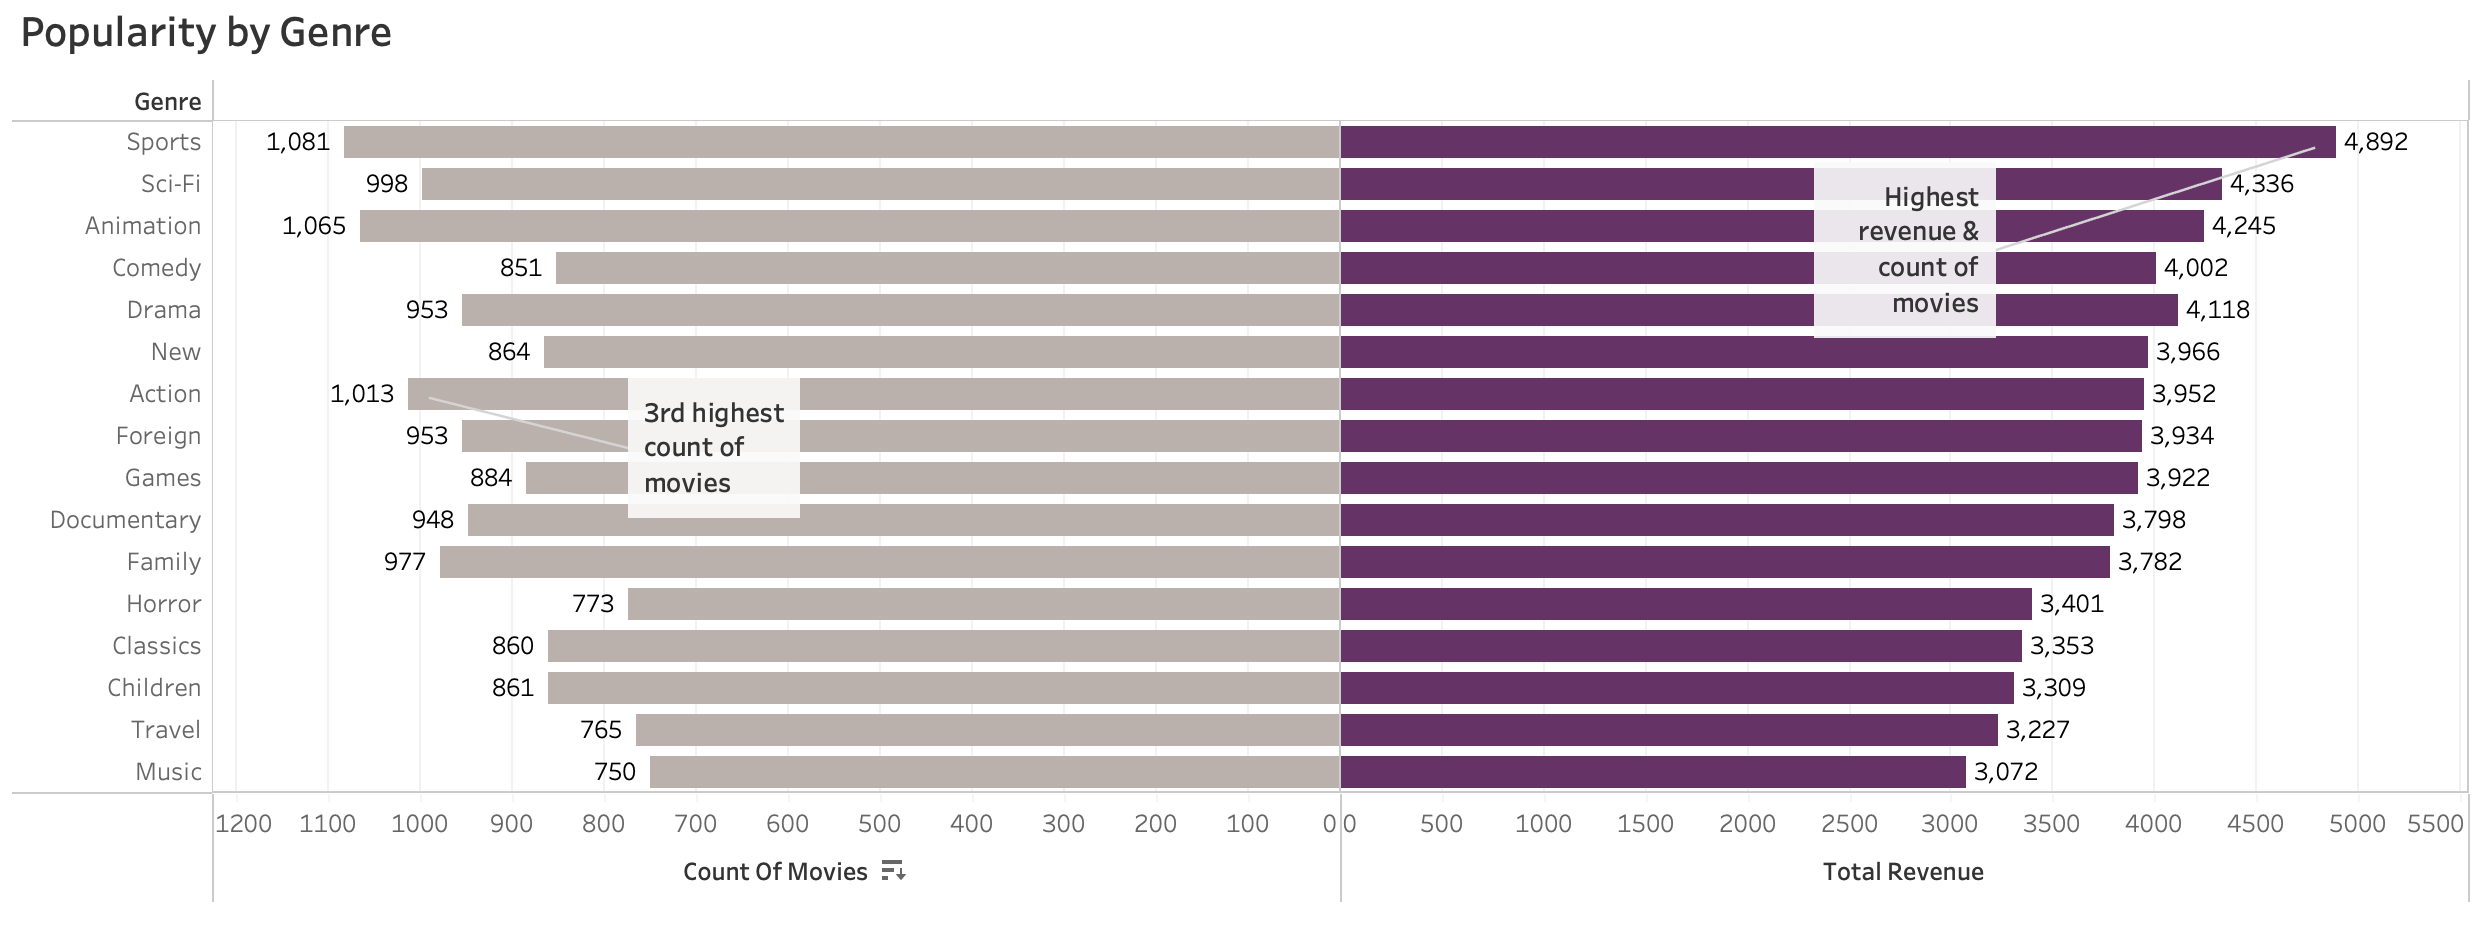 Popularity by Genre
Genre
Sports 1,081 4,892
Sci-Fi 998 4,336
Animation 1,065 4,245
Comedy 851 4,002
Drama 953 4,118
New 864 3,966
Action 1,013 3,952
Foreign 953 3,934
Games 884 3,922
Documentary 948 3,798
Family 977 3,782
Horror 773 3,401
Classics 860 3,353
Children 861 3,309
Travel 765 3,227
Music 750 3,072
Highest
revenue &
count of
movies
3rd highest
count of
movies
1200 1100 1000 900 800 700 600 500 400 300 200 100 0 0 500 1000 1500 2000 2500 3000 3500 4000 4500 5000 5500
Count Of Movies Total Revenue